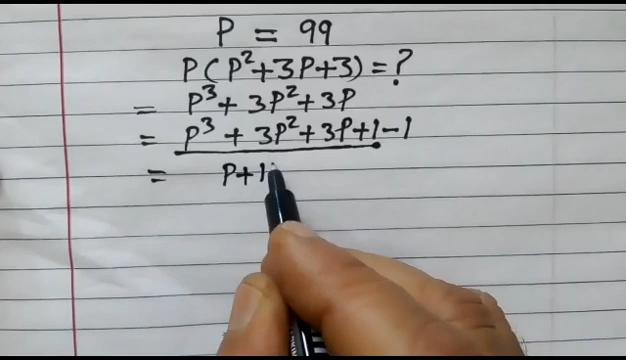 P = 99
P(P²+3P+3)=?
= P³+3P²+3P
= P³+3P²+3P+1-1
= P+1